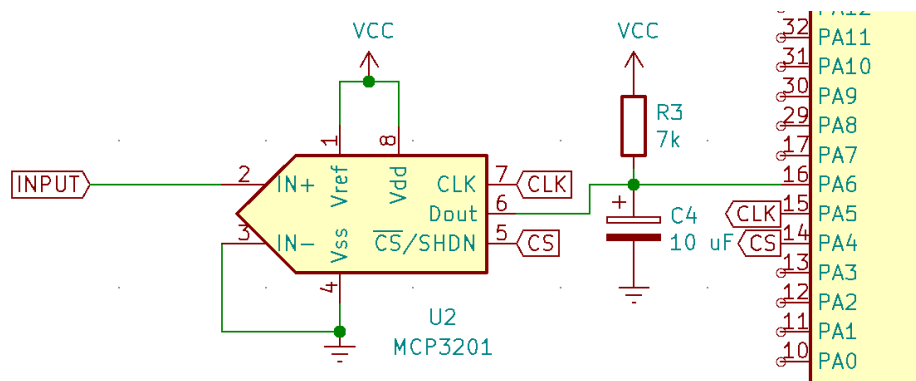 VCC
1
8
INPUT
2
IN+
Vref
Vdd
CLK
7
CLK
Dout
6
3
IN-
Vss
CS/SHDN
5
CS
4
U2
MCP3201
VCC
R3
7k
+
C4
10 uF
32
PA11
31
PA10
30
PA9
29
PA8
17
PA7
16
PA6
CLK
15
PA5
CS
14
PA4
13
PA3
12
PA2
11
PA1
10
PA0